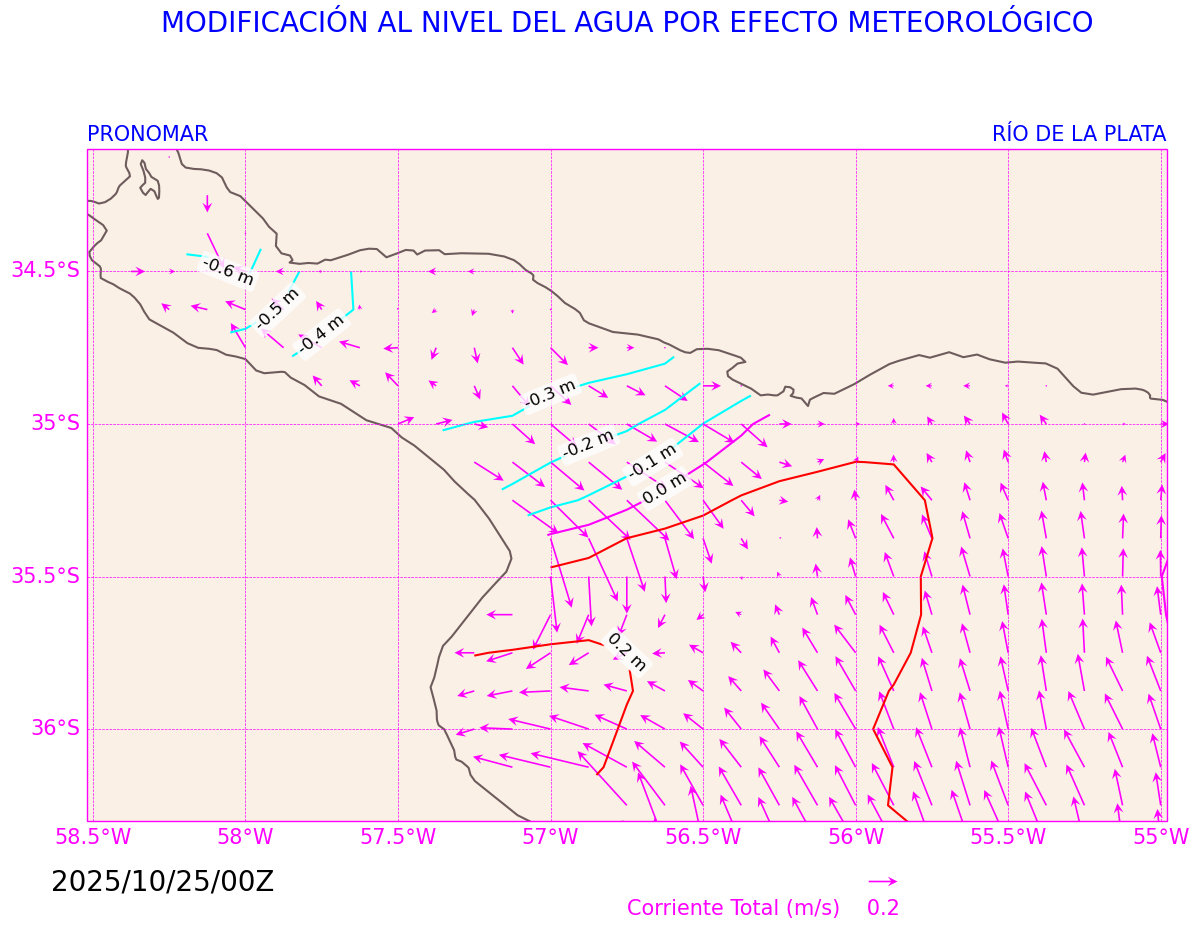 MODIFICACIÓN AL NIVEL DEL AGUA POR EFECTO METEOROLÓGICO
PRONOMAR
RÍO DE LA PLATA
34.5°S
35°S
35.5°S
36°S
-0.6 m
-0.5 m
-0.4 m
-0.3 m
-0.2 m
-0.1 m
0.0 m
0.2 m
58.5°W
58°W
57.5°W
57°W
56.5°W
56°W
55.5°W
55°W
2025/10/25/00Z
Corriente Total (m/s) 0.2